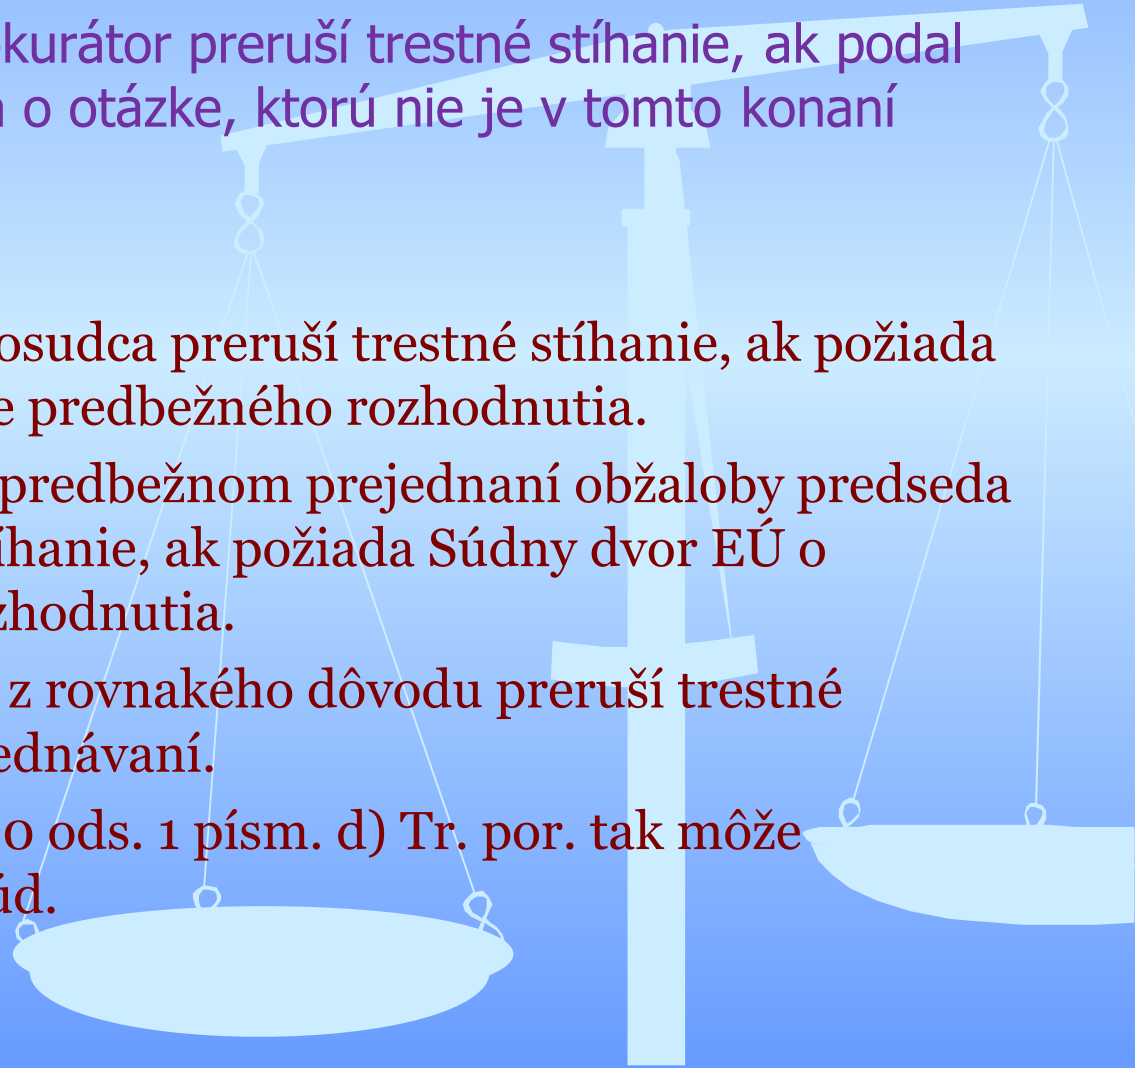 kurátor preruší trestné stíhanie, ak podal
o otázke, ktorú nie je v tomto konaní
osudca preruší trestné stíhanie, ak požiada
e predbežného rozhodnutia.
predbežnom prejednaní obžaloby predseda
íhanie, ak požiada Súdny dvor EÚ o
zhodnutia.
z rovnakého dôvodu preruší trestné
ednávaní.
0 ods. 1 písm. d) Tr. por. tak môže
úd.